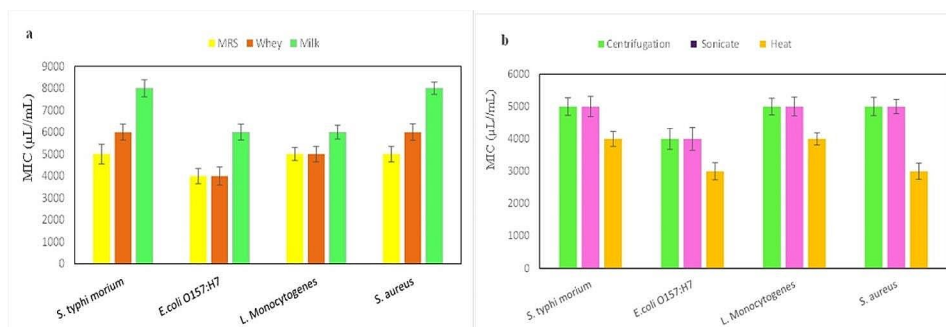 a
MRS Whey Milk
MIC (µL//mL)
9000
8000
7000
6000
5000
4000
3000
2000
1000
0
S. typhi morium
E.coli O157:H7
L. Monocytogenes
S. aureus
b
Centrifugation Sonicate Heat
MIC (µL//mL)
6000
5000
4000
3000
2000
1000
0
S. typhi morium
E.coli O157:H7
L. Monocytogenes
S. aureus